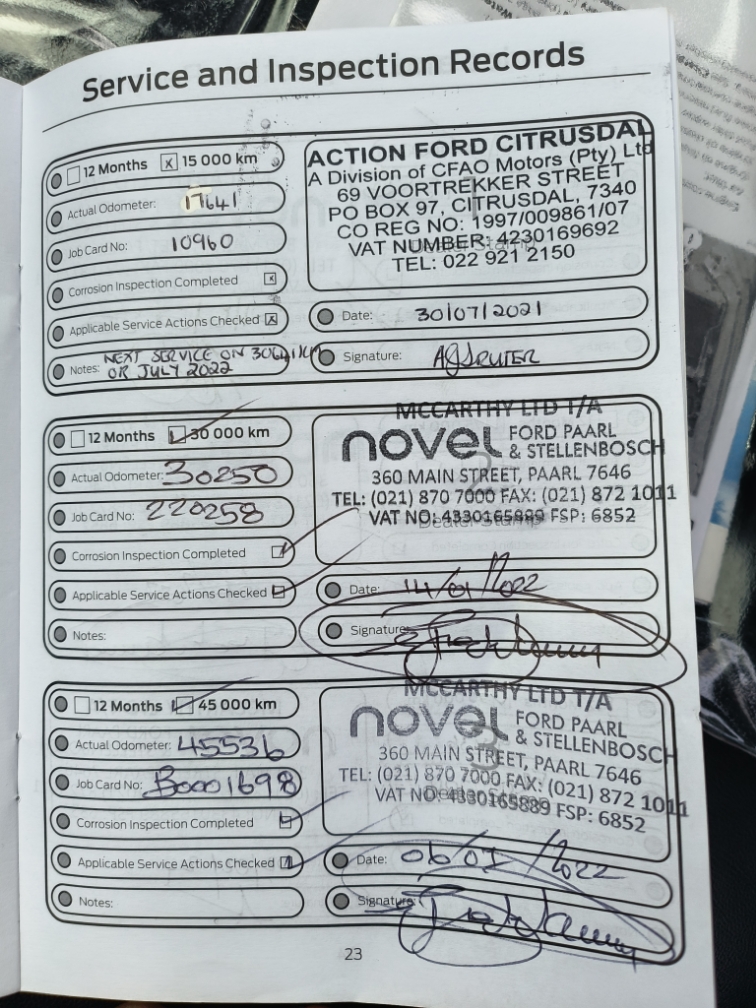 Service and Inspection Records
12 Months x 15 000 km
Actual Odometer: 17641
Job Card No: 10960
Corrosion Inspection Completed x
Applicable Service Actions Checked x
Notes: NEXT SERVICE ON 30641KM
OR JULY 2022
ACTION FORD CITRUSDAL
A Division of CFAO Motors (Pty) Ltd
69 VOORTREKKER STREET
PO BOX 97, CITRUSDAL, 7340
CO REG NO: 1997/009861/07
VAT NUMBER: 4230169692
TEL: 022 921 2150
Date: 30/07/2021
Signature:
12 Months 30 000 km
Actual Odometer: 30250
Job Card No: 220258
Corrosion Inspection Completed
Applicable Service Actions Checked
Notes:
MCCARTHY LTD T/A
novel FORD PAARL
& STELLENBOSCH
360 MAIN STREET, PAARL 7646
TEL: (021) 870 7000 FAX: (021) 872 1011
VAT NO: 4330165889 FSP: 6852
Dealer Stamp
Date: 14/01/2022
Signature:
12 Months 45 000 km
Actual Odometer: 45536
Job Card No: B0001698
Corrosion Inspection Completed
Applicable Service Actions Checked
Notes:
MCCARTHY LTD T/A
novel FORD PAARL
& STELLENBOSCH
360 MAIN STREET, PAARL 7646
TEL: (021) 870 7000 FAX: (021) 872 1011
VAT NO: 4330165889 FSP: 6852
Date: 06/07/2022
Signature:
23